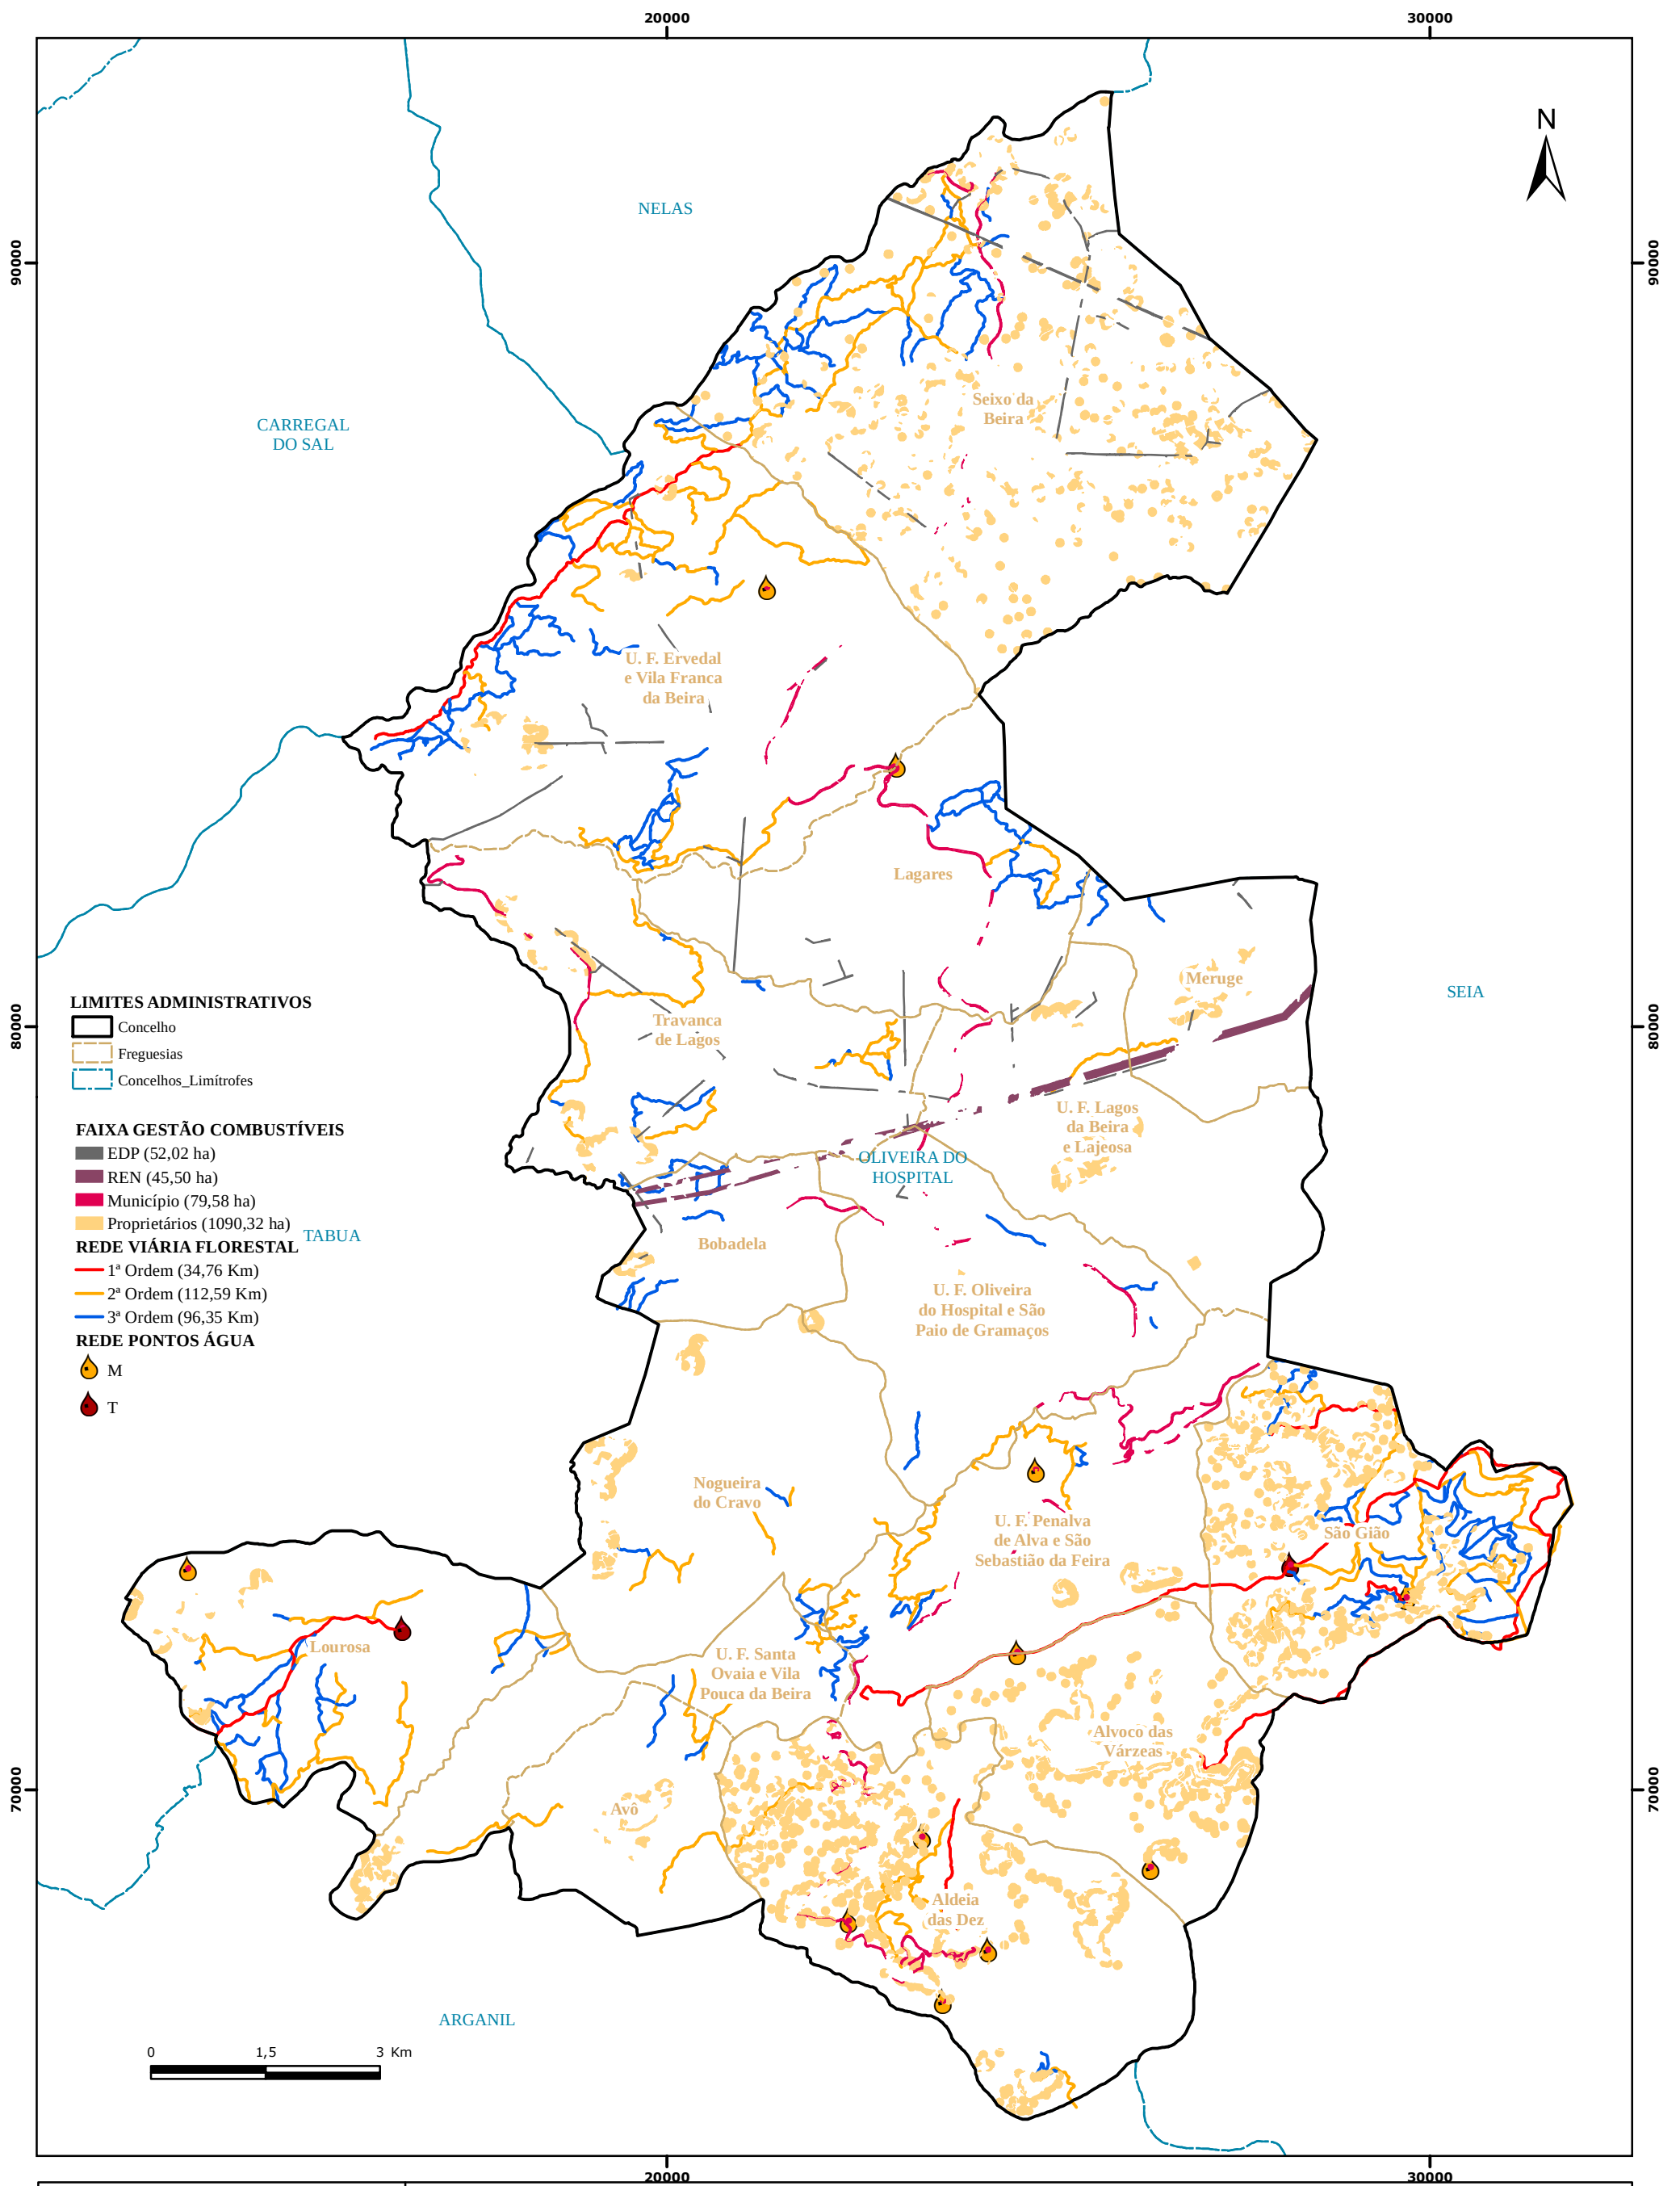 20000
30000
N
NELAS
90000
90000
CARREGAL
DO SAL
Seixo da
Beira
U. F. Ervedal
e Vila Franca
da Beira
Lagares
Meruge
SEIA
LIMITES ADMINISTRATIVOS
Concelho
Freguesias
Concelhos_Limítrofes
80000
80000
Travanca
de Lagos
U. F. Lagos
da Beira
e Lajeosa
FAIXA GESTÃO COMBUSTÍVEIS
EDP (52,02 ha)
REN (45,50 ha)
Município (79,58 ha)
Proprietários (1090,32 ha)
REDE VIÁRIA FLORESTAL
1ª Ordem (34,76 Km)
2ª Ordem (112,59 Km)
3ª Ordem (96,35 Km)
REDE PONTOS ÁGUA
M
T
TABUA
OLIVEIRA DO
HOSPITAL
Bobadela
U. F. Oliveira
do Hospital e São
Paio de Gramaços
Nogueira
do Cravo
U. F. Penalva
de Alva e São
Sebastião da Feira
São Gião
Lourosa
U. F. Santa
Ovaia e Vila
Pouca da Beira
Alvoco das
Várzeas
70000
70000
Avô
Aldeia
das Dez
ARGANIL
0 1,5 3 Km
20000
30000